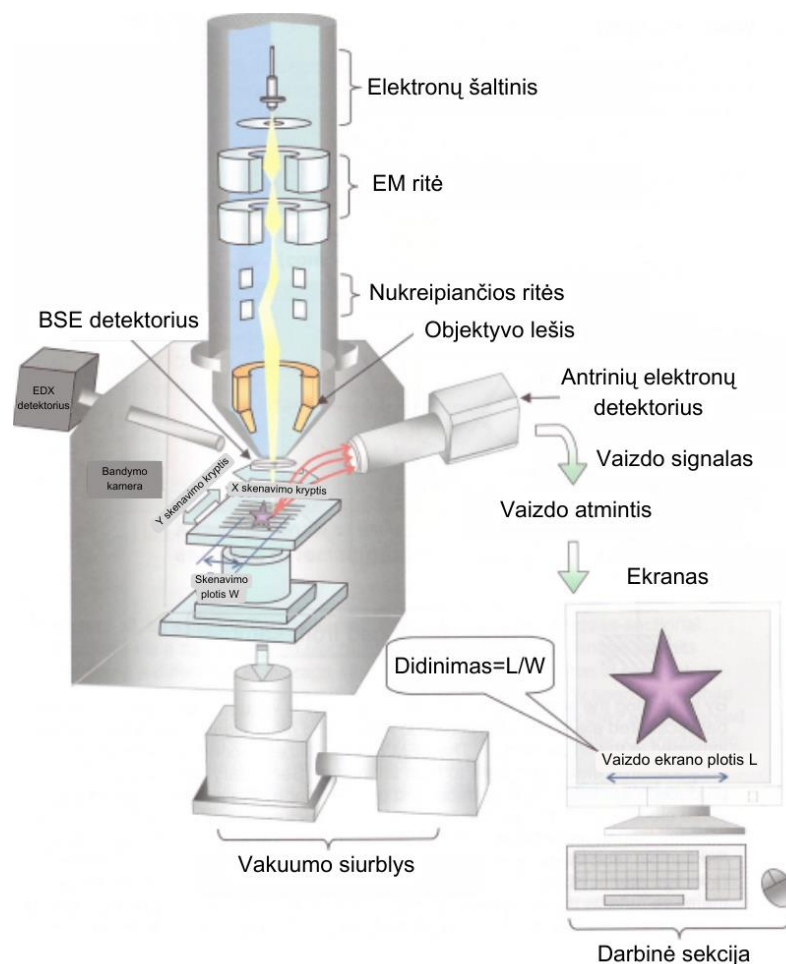 Elektronų šaltinis
EM ritė
Nukreipiančios ritės
BSE detektorius
Objektyvo lešis
EDX
detektorius
Antrinių elektronų
detektorius
Bandymo
kamera
Y skenavimo kryptis
X skenavimo kryptis
Vaizdo signalas
Vaizdo atmintis
Skenavimo
plotis W
Ekranas
Didinimas=L/W
Vaizdo ekrano plotis L
Vakuumo siurblys
Darbinė sekcija